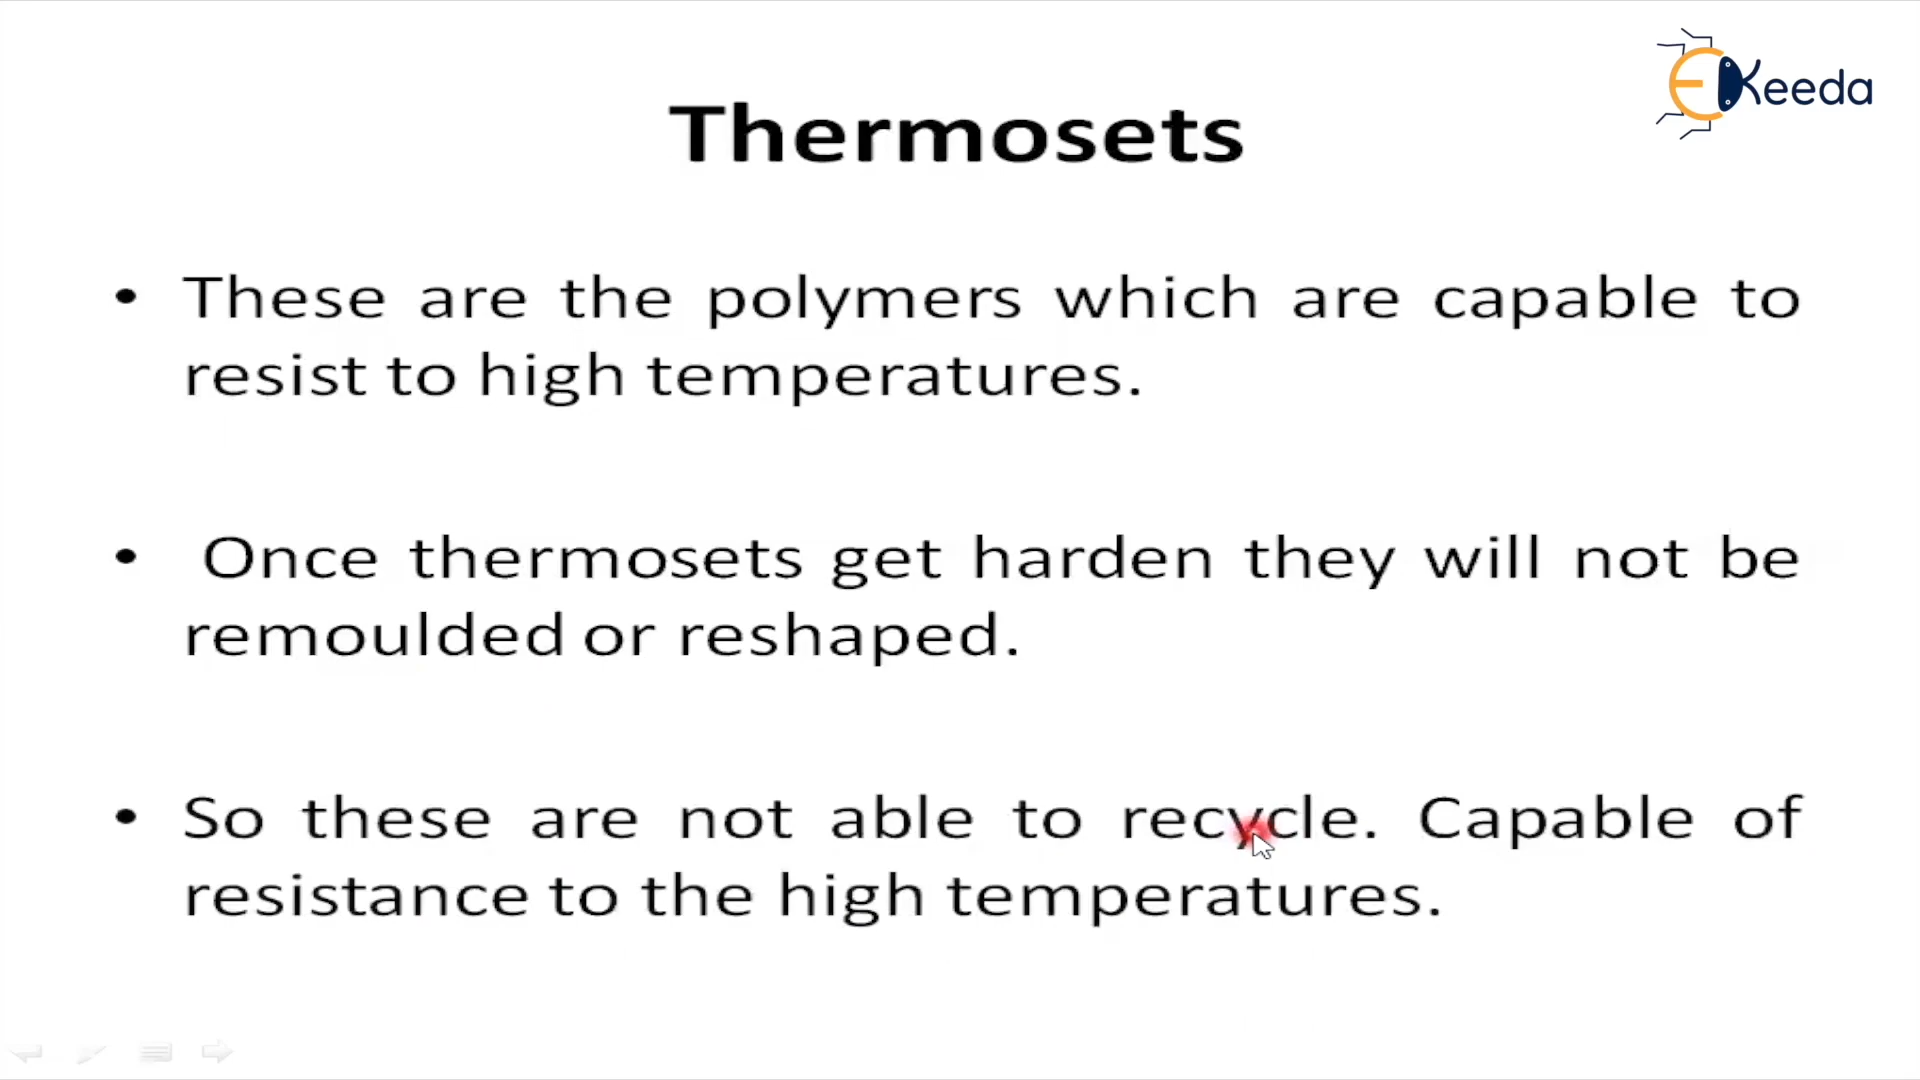 EKeeda
Thermosets
• These are the polymers which are capable to
resist to high temperatures.
• Once thermosets get harden they will not be
remoulded or reshaped.
• So these are not able to recycle. Capable of
resistance to the high temperatures.